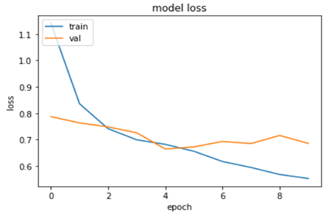 model loss
train
val
1.1
1.0
0.9
0.8
0.7
0.6
loss
0 2 4 6 8
epoch